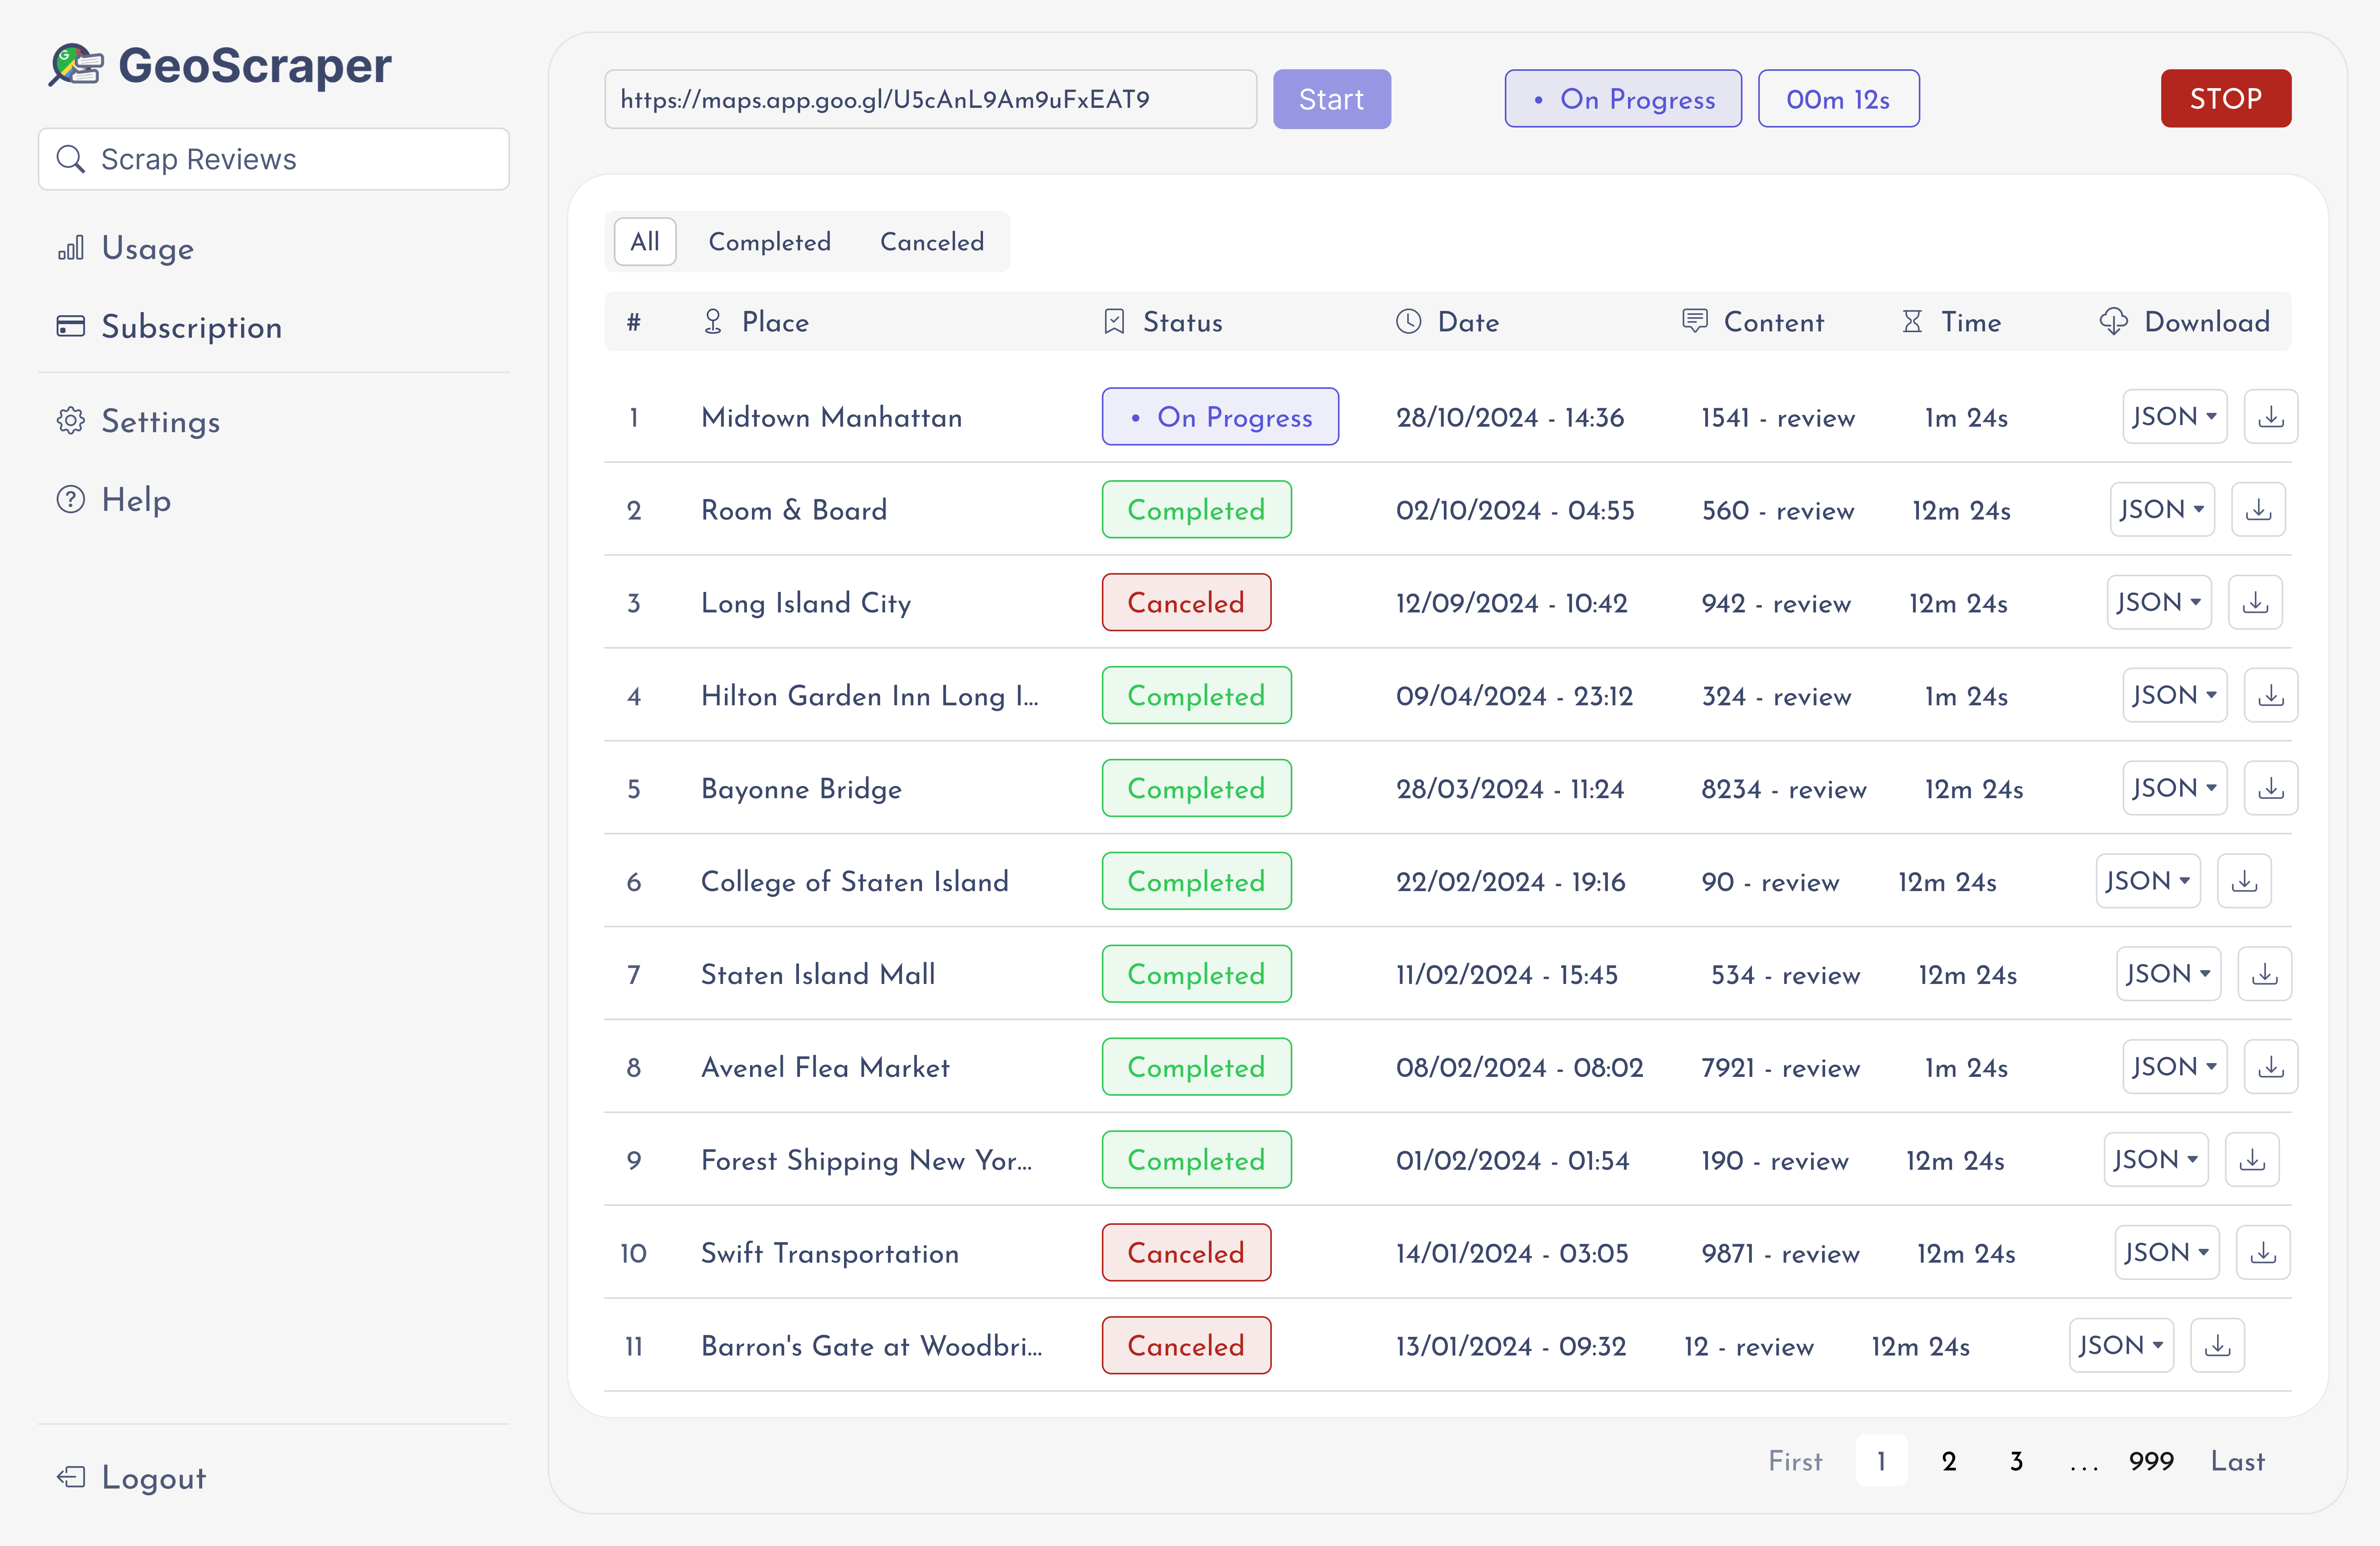 GeoScraper
Scrap Reviews
Usage
Subscription
Settings
Help
Logout
https://maps.app.goo.gl/U5cAnL9Am9uFxEAT9 Start • On Progress 00m 12s STOP
All Completed Canceled
# Place Status Date Content Time Download
1 Midtown Manhattan • On Progress 28/10/2024 - 14:36 1541 - review 1m 24s JSON
2 Room & Board Completed 02/10/2024 - 04:55 560 - review 12m 24s JSON
3 Long Island City Canceled 12/09/2024 - 10:42 942 - review 12m 24s JSON
4 Hilton Garden Inn Long I... Completed 09/04/2024 - 23:12 324 - review 1m 24s JSON
5 Bayonne Bridge Completed 28/03/2024 - 11:24 8234 - review 12m 24s JSON
6 College of Staten Island Completed 22/02/2024 - 19:16 90 - review 12m 24s JSON
7 Staten Island Mall Completed 11/02/2024 - 15:45 534 - review 12m 24s JSON
8 Avenel Flea Market Completed 08/02/2024 - 08:02 7921 - review 1m 24s JSON
9 Forest Shipping New Yor... Completed 01/02/2024 - 01:54 190 - review 12m 24s JSON
10 Swift Transportation Canceled 14/01/2024 - 03:05 9871 - review 12m 24s JSON
11 Barron's Gate at Woodbri... Canceled 13/01/2024 - 09:32 12 - review 12m 24s JSON
First 1 2 3 ... 999 Last